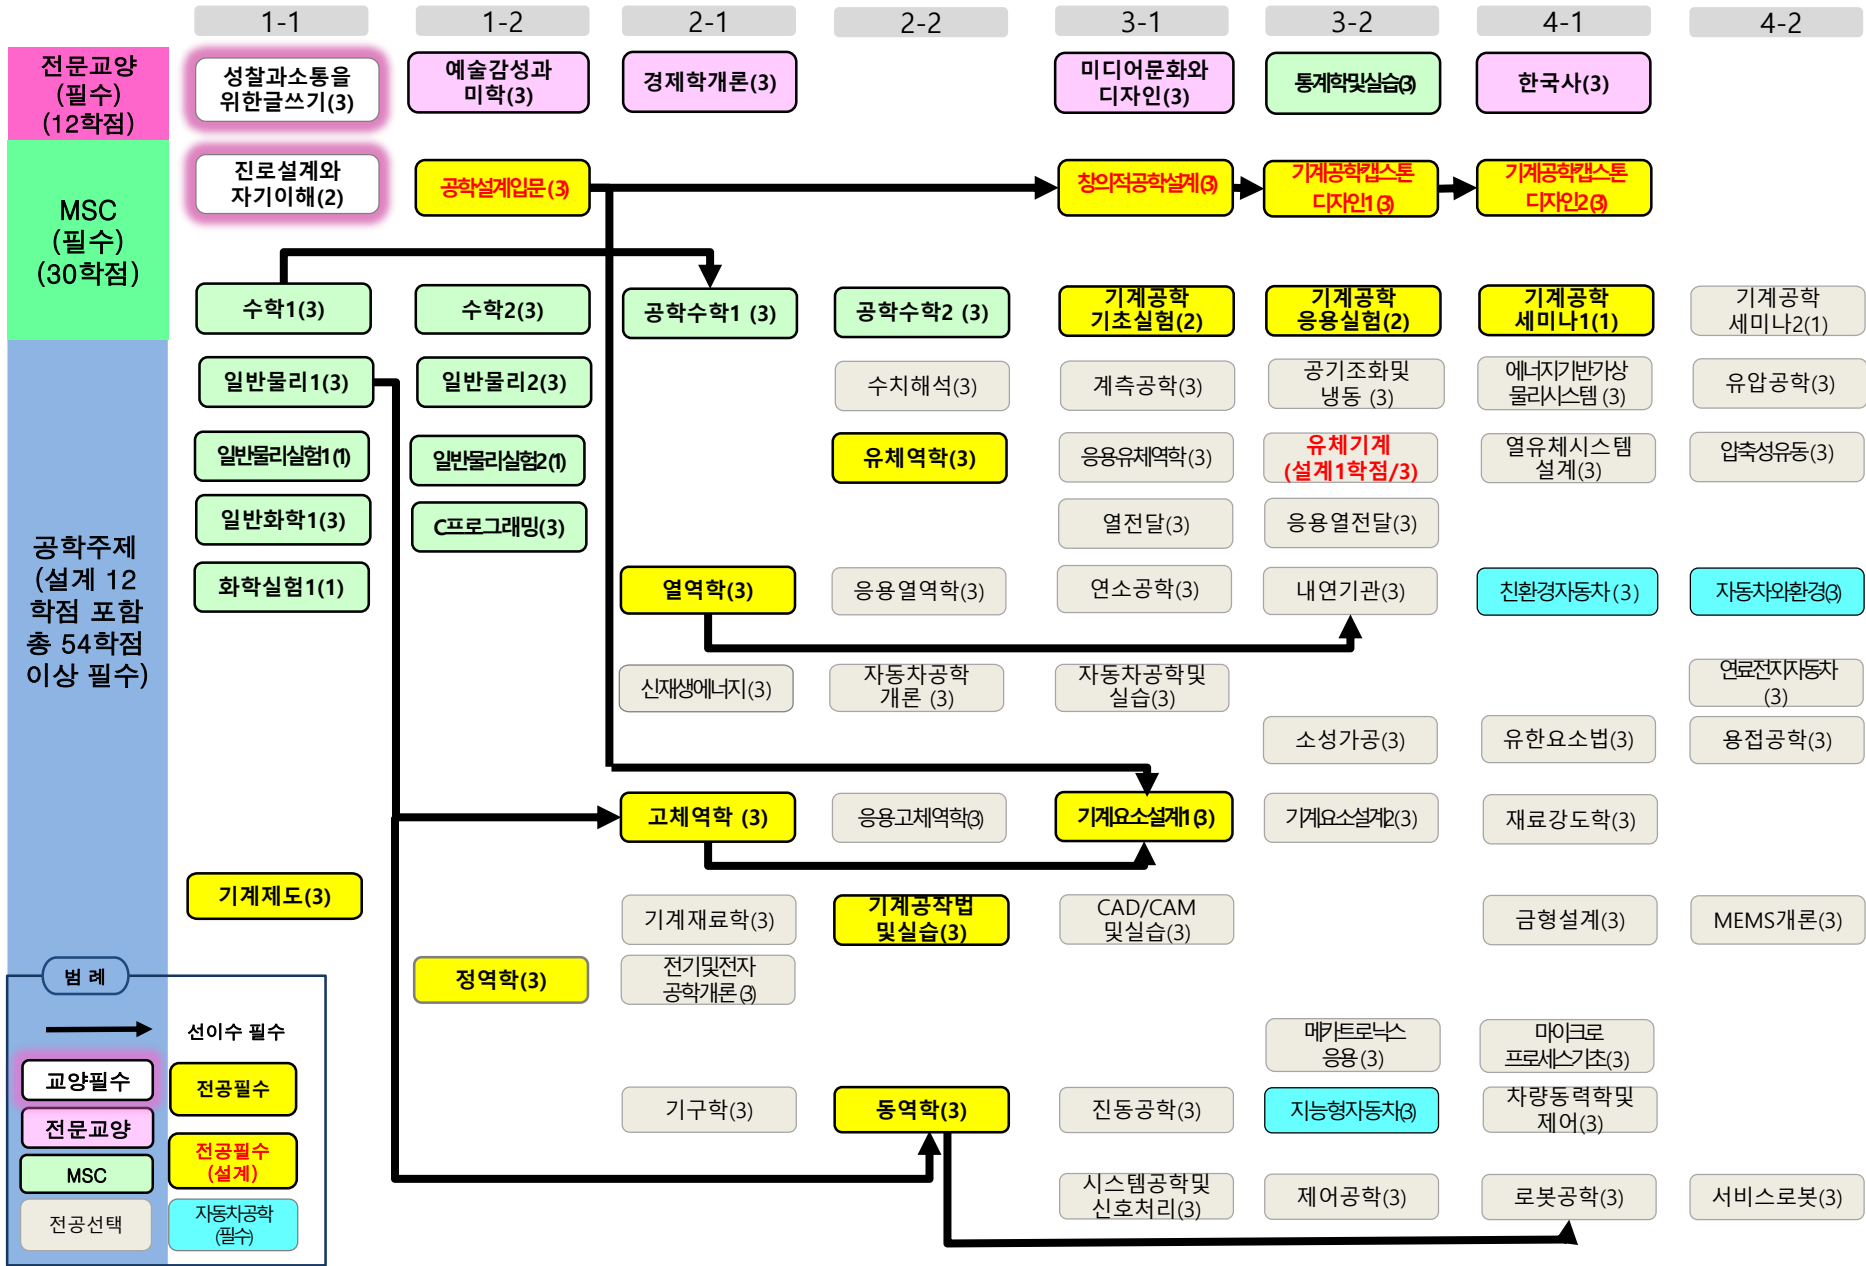 1-1
1-2
2-1
2-2
3-1
3-2
4-1
4-2
전문교양
(필수)
(12학점)
성찰과소통을
위한글쓰기(3)
예술감성과
미학(3)
경제학개론(3)
미디어문화와
디자인(3)
통계학및실습(3)
한국사(3)
MSC
(필수)
(30학점)
진로설계와
자기이해(2)
공학설계입문(3)
창의적공학설계(3)
기계공학캡스톤
디자인1(3)
기계공학캡스톤
디자인2(3)
수학1(3)
수학2(3)
공학수학1 (3)
공학수학2 (3)
기계공학
기초실험(2)
기계공학
응용실험(2)
기계공학
세미나1(1)
기계공학
세미나2(1)
공학주제
(설계 12
학점 포함
총 54학점
이상 필수)
일반물리1(3)
일반물리2(3)
수치해석(3)
계측공학(3)
공기조화및
냉동 (3)
에너지기반가상
물리시스템 (3)
유압공학(3)
일반물리실험1(1)
일반물리실험2(1)
유체역학(3)
응용유체역학(3)
유체기계
(설계1학점/3)
열유체시스템
설계(3)
압축성유동(3)
일반화학1(3)
C프로그래밍(3)
열전달(3)
응용열전달(3)
화학실험1(1)
열역학(3)
응용열역학(3)
연소공학(3)
내연기관(3)
친환경자동차 (3)
자동차와환경(3)
신재생에너지(3)
자동차공학
개론 (3)
자동차공학및
실습(3)
연료전지자동차
(3)
소성가공(3)
유한요소법(3)
용접공학(3)
고체역학 (3)
응용고체역학(3)
기계요소설계1(3)
기계요소설계2(3)
재료강도학(3)
기계제도(3)
기계재료학(3)
기계공작법
및실습(3)
CAD/CAM
및실습(3)
금형설계(3)
MEMS개론(3)
정역학(3)
전기및전자
공학개론(3)
메카트로닉스
응용(3)
마이크로
프로세스기초(3)
기구학(3)
동역학(3)
진동공학(3)
지능형자동차(3)
차량동력학및
제어(3)
시스템공학및
신호처리(3)
제어공학(3)
로봇공학(3)
서비스로봇(3)
범 례
선이수 필수
교양필수
전공필수
전문교양
전공필수
(설계)
MSC
전공선택
자동차공학
(필수)